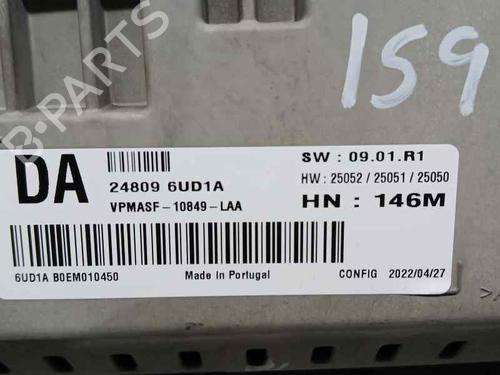 159
B-PARTS
DA
24809 6UD1A
VPMASF-10849-LAA
SW : 09.01.R1
HW : 25052 / 25051 / 25050
HN : 146M
6UD1A B0EM010450
Made In Portugal
CONFIG 2022/04/27